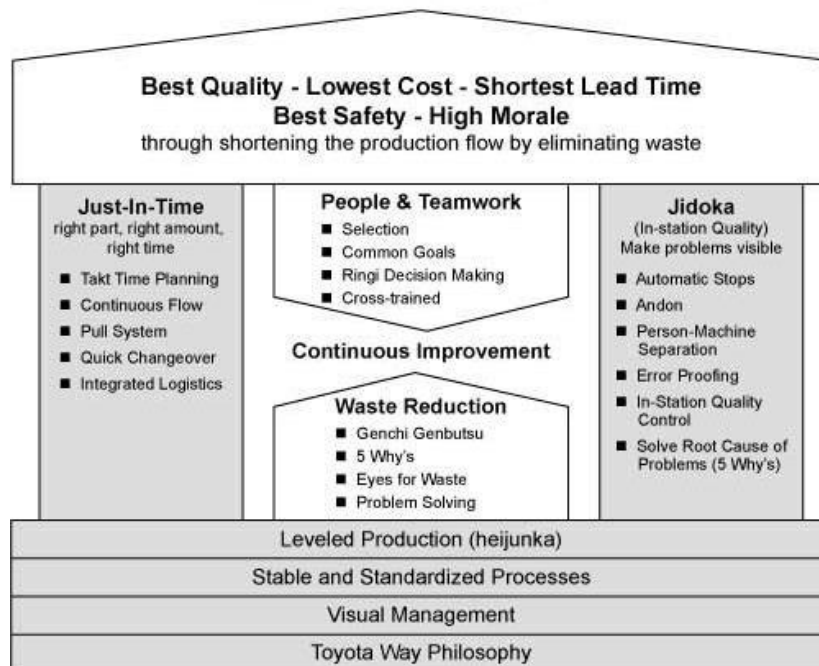 Best Quality - Lowest Cost - Shortest Lead Time
Best Safety - High Morale
through shortening the production flow by eliminating waste
Just-In-Time
right part, right amount,
right time
■ Takt Time Planning
■ Continuous Flow
■ Pull System
■ Quick Changeover
■ Integrated Logistics
People & Teamwork
■ Selection
■ Common Goals
■ Ringi Decision Making
■ Cross-trained
Continuous Improvement
Waste Reduction
■ Genchi Genbutsu
■ 5 Why's
■ Eyes for Waste
■ Problem Solving
Jidoka
(In-station Quality)
Make problems visible
■ Automatic Stops
■ Andon
■ Person-Machine
Separation
■ Error Proofing
■ In-Station Quality
Control
■ Solve Root Cause of
Problems (5 Why's)
Leveled Production (heijunka)
Stable and Standardized Processes
Visual Management
Toyota Way Philosophy